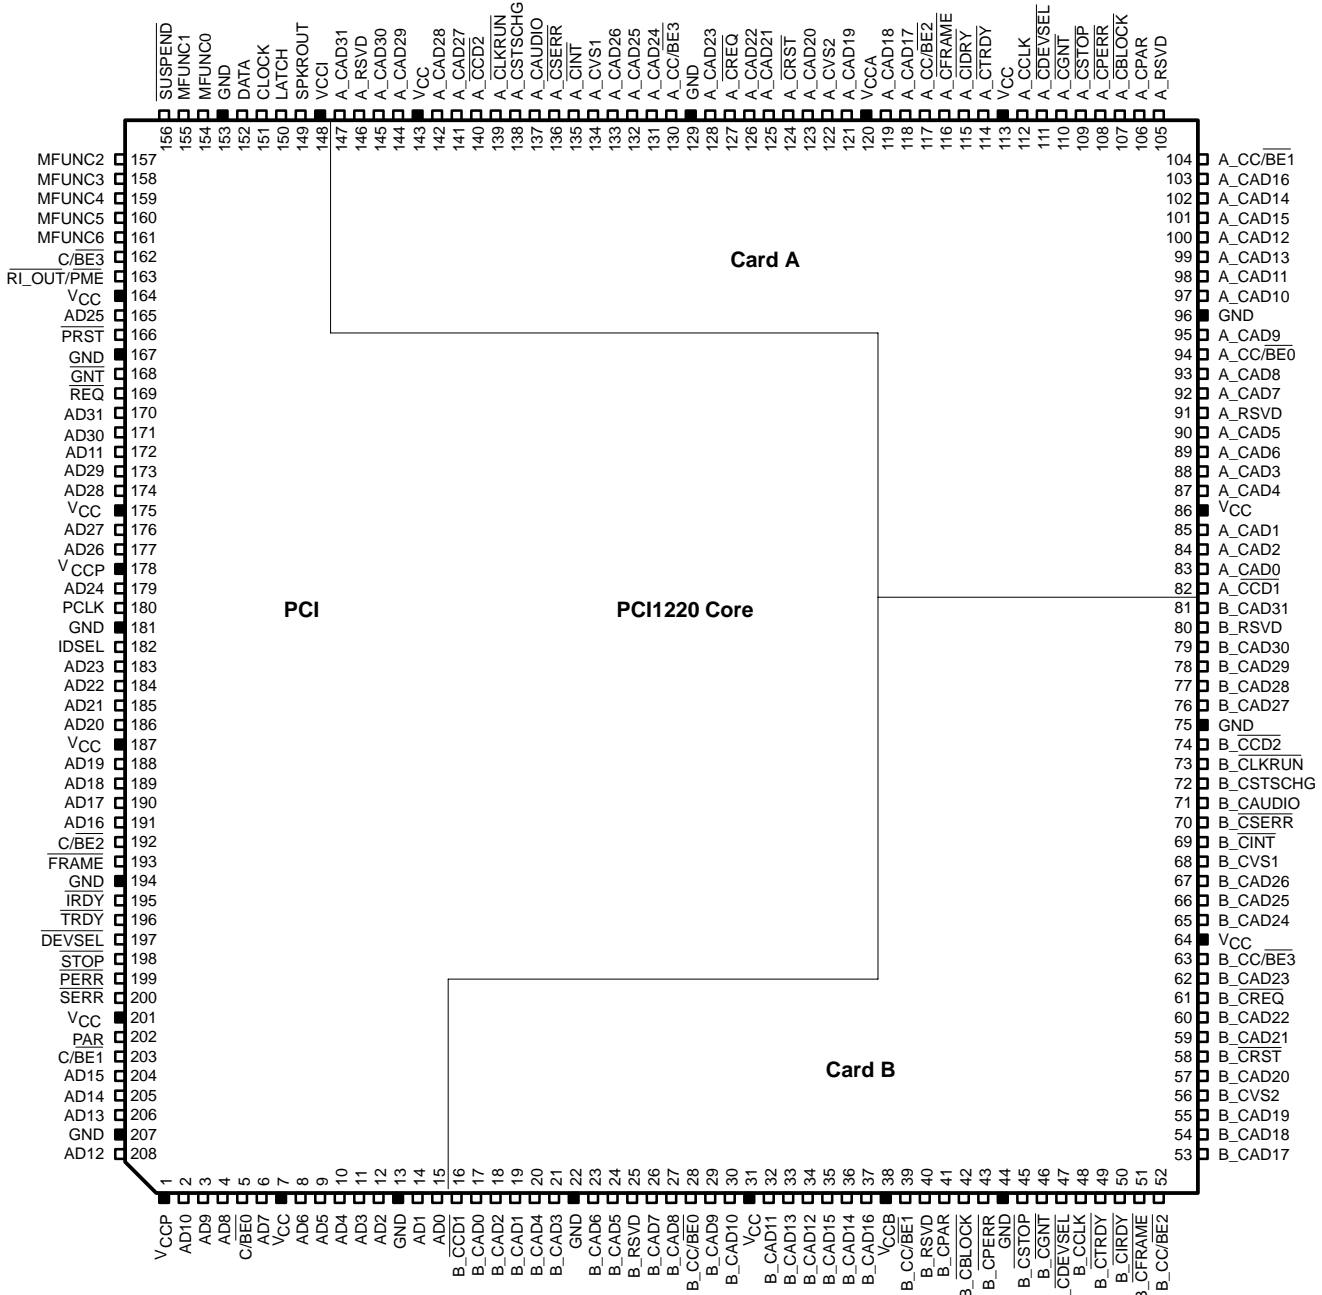 SUSPEND
MFUNC1
MFUNC0
GND
DATA
CLOCK
LATCH
SPKROUT
VCCI
A_CAD31
A_RSVD
A_CAD30
A_CAD29
VCC
A_CAD28
A_CAD27
A_CCD2
A_CLKRUN
A_CSTSCHG
A_CAUDIO
A_CSERR
A_CINT
A_CVS1
A_CAD26
A_CAD25
A_CAD24
A_CC/BE3
GND
A_CAD23
A_CREQ
A_CAD22
A_CAD21
A_CRST
A_CAD20
A_CVS2
A_CAD19
VCCA
A_CAD18
A_CAD17
A_CC/BE2
A_CFRAME
A_CIDRY
A_CTRDY
VCC
A_CCLK
A_CDEVSEL
A_CGNT
A_CSTOP
A_CPERR
A_CBLOCK
A_CPAR
A_RSVD
156 155 154 153 152 151 150 149 148 147 146 145 144 143 142 141 140 139 138 137 136 135 134 133 132 131 130 129 128 127 126 125 124 123 122 121 120 119 118 117 116 115 114 113 112 111 110 109 108 107 106 105
MFUNC2 157
MFUNC3 158
MFUNC4 159
MFUNC5 160
MFUNC6 161
C/BE3 162
RI_OUT/PME 163
VCC 164
AD25 165
PRST 166
GND 167
GNT 168
REQ 169
AD31 170
AD30 171
AD11 172
AD29 173
AD28 174
VCC 175
AD27 176
AD26 177
VCCP 178
AD24 179
PCLK 180
GND 181
IDSEL 182
AD23 183
AD22 184
AD21 185
AD20 186
VCC 187
AD19 188
AD18 189
AD17 190
AD16 191
C/BE2 192
FRAME 193
GND 194
IRDY 195
TRDY 196
DEVSEL 197
STOP 198
PERR 199
SERR 200
VCC 201
PAR 202
C/BE1 203
AD15 204
AD14 205
AD13 206
GND 207
AD12 208
Card A
PCI
PCI1220 Core
Card B
104 A_CC/BE1
103 A_CAD16
102 A_CAD14
101 A_CAD15
100 A_CAD12
99 A_CAD13
98 A_CAD11
97 A_CAD10
96 GND
95 A_CAD9
94 A_CC/BE0
93 A_CAD8
92 A_CAD7
91 A_RSVD
90 A_CAD5
89 A_CAD6
88 A_CAD3
87 A_CAD4
86 VCC
85 A_CAD1
84 A_CAD2
83 A_CAD0
82 A_CCD1
81 B_CAD31
80 B_RSVD
79 B_CAD30
78 B_CAD29
77 B_CAD28
76 B_CAD27
75 GND
74 B_CCD2
73 B_CLKRUN
72 B_CSTSCHG
71 B_CAUDIO
70 B_CSERR
69 B_CINT
68 B_CVS1
67 B_CAD26
66 B_CAD25
65 B_CAD24
64 VCC
63 B_CC/BE3
62 B_CAD23
61 B_CREQ
60 B_CAD22
59 B_CAD21
58 B_CRST
57 B_CAD20
56 B_CVS2
55 B_CAD19
54 B_CAD18
53 B_CAD17
1 2 3 4 5 6 7 8 9 10 11 12 13 14 15 16 17 18 19 20 21 22 23 24 25 26 27 28 29 30 31 32 33 34 35 36 37 38 39 40 41 42 43 44 45 46 47 48 49 50 51 52
VCCP
AD10
AD9
AD8
C/BE0
AD7
VCC
AD6
AD5
AD4
AD3
AD2
GND
AD1
AD0
B_CCD1
B_CAD0
B_CAD2
B_CAD1
B_CAD4
B_CAD3
GND
B_CAD6
B_CAD5
B_RSVD
B_CAD7
B_CAD8
B_CC/BE0
B_CAD9
B_CAD10
VCC
B_CAD11
B_CAD13
B_CAD12
B_CAD15
B_CAD14
B_CAD16
VCCB
B_CC/BE1
B_RSVD
B_CPAR
B_CBLOCK
B_CPERR
GND
B_CSTOP
B_CGNT
_CDEVSEL
B_CCLK
B_CTRDY
B_CIRDY
B_CFRAME
B_CC/BE2